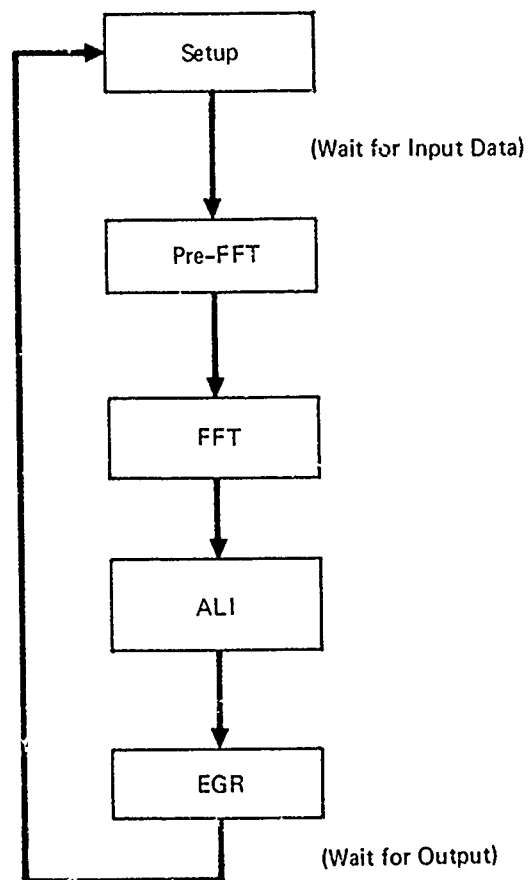 Setup
(Wait for Input Data)
Pre-FFT
FFT
ALI
EGR
(Wait for Output)